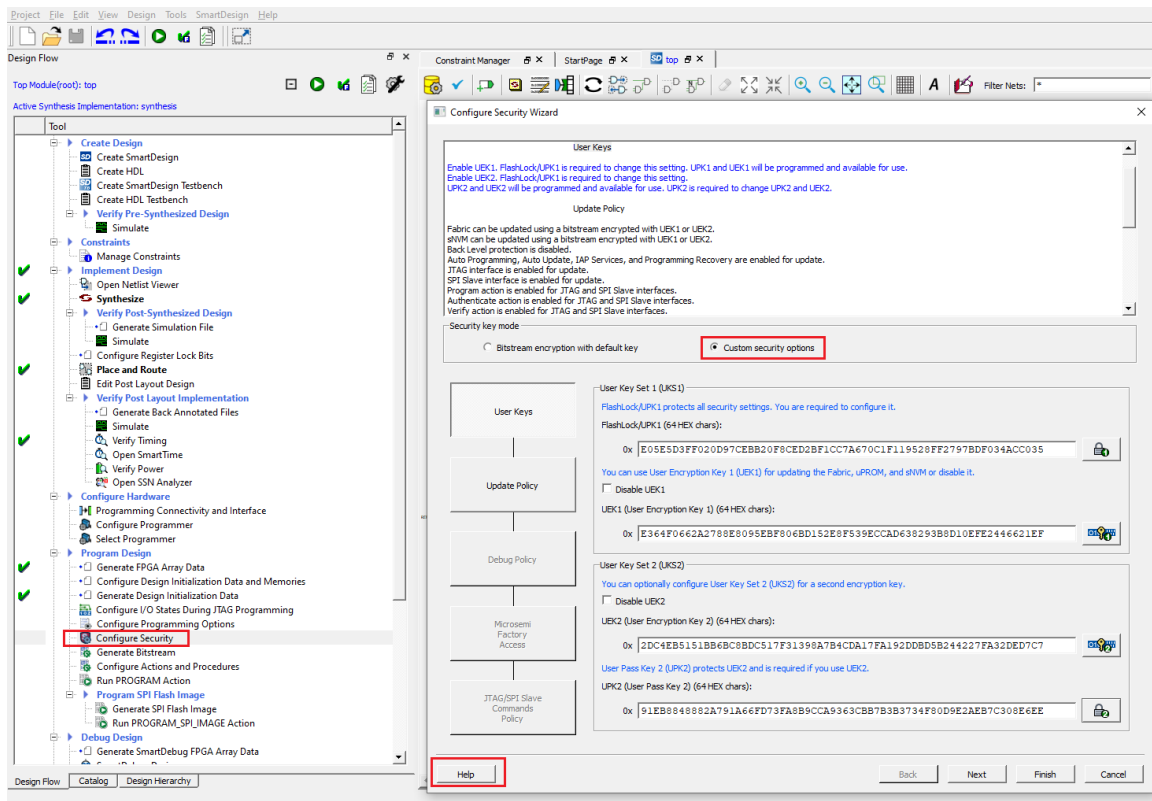 Project File Edit View Design Tools SmartDesign Help
Design Flow
Top Module(root): top
Active Synthesis Implementation: synthesis
Tool
Create Design
Create SmartDesign
Create HDL
Create SmartDesign Testbench
Create HDL Testbench
Verify Pre-Synthesized Design
Simulate
Constraints
Manage Constraints
Implement Design
Open Netlist Viewer
Synthesize
Verify Post-Synthesized Design
Generate Simulation File
Simulate
Configure Register Lock Bits
Place and Route
Edit Post Layout Design
Verify Post Layout Implementation
Generate Back Annotated Files
Simulate
Verify Timing
Open SmartTime
Verify Power
Open SSN Analyzer
Configure Hardware
Programming Connectivity and Interface
Configure Programmer
Select Programmer
Program Design
Generate FPGA Array Data
Configure Design Initialization Data and Memories
Generate Design Initialization Data
Configure I/O States During JTAG Programming
Configure Programming Options
Configure Security
Generate Bitstream
Configure Actions and Procedures
Run PROGRAM Action
Program SPI Flash Image
Generate SPI Flash Image
Run PROGRAM_SPI_IMAGE Action
Debug Design
Generate SmartDebug FPGA Array Data
Design Flow Catalog Design Hierarchy
Constraint Manager StartPage top
Filter Nets: *
Configure Security Wizard
User Keys
Enable UEK1. FlashLock/UPK1 is required to change this setting. UPK1 and UEK1 will be programmed and available for use.
Enable UEK2. FlashLock/UPK1 is required to change this setting.
UPK2 and UEK2 will be programmed and available for use. UPK2 is required to change UPK2 and UEK2.
Update Policy
Fabric can be updated using a bitstream encrypted with UEK1 or UEK2.
sNVM can be updated using a bitstream encrypted with UEK1 or UEK2.
Back Level protection is disabled.
Auto Programming, Auto Update, IAP Services, and Programming Recovery are enabled for update.
JTAG interface is enabled for update.
SPI Slave interface is enabled for update.
Program action is enabled for JTAG and SPI Slave interfaces.
Authenticate action is enabled for JTAG and SPI Slave interfaces.
Verify action is enabled for JTAG and SPI Slave interfaces.
Security key mode
Bitstream encryption with default key Custom security options
User Keys
Update Policy
Debug Policy
Microsemi
Factory
Access
JTAG/SPI Slave
Commands
Policy
User Key Set 1 (UKS1)
FlashLock/UPK1 protects all security settings. You are required to configure it.
FlashLock/UPK1 (64 HEX chars):
0x E05E5D3FF020D97CEBB20F8CED2BF1CC7A670C1F119528FF2797BDF034ACC035
You can use User Encryption Key 1 (UEK1) for updating the Fabric, uPROM, and sNVM or disable it.
Disable UEK1
UEK1 (User Encryption Key 1) (64 HEX chars):
0x E364F0662A2788E8095EBF806BD152E8F539ECCAD638293B8D10EFE2446621EF
User Key Set 2 (UKS2)
You can optionally configure User Key Set 2 (UKS2) for a second encryption key.
Disable UEK2
UEK2 (User Encryption Key 2) (64 HEX chars):
0x 2DC4EB5151BB6BC8BDC517F31398A7B4CDA17FA192DDBD5B244227FA32DED7C7
User Pass Key 2 (UPK2) protects UEK2 and is required if you use UEK2.
UPK2 (User Pass Key 2) (64 HEX chars):
0x 91EB8848882A791A66FD73FA8B9CCA9363CBB7B3B3734F80D9E2AEB7C308E6EE
Help Back Next Finish Cancel